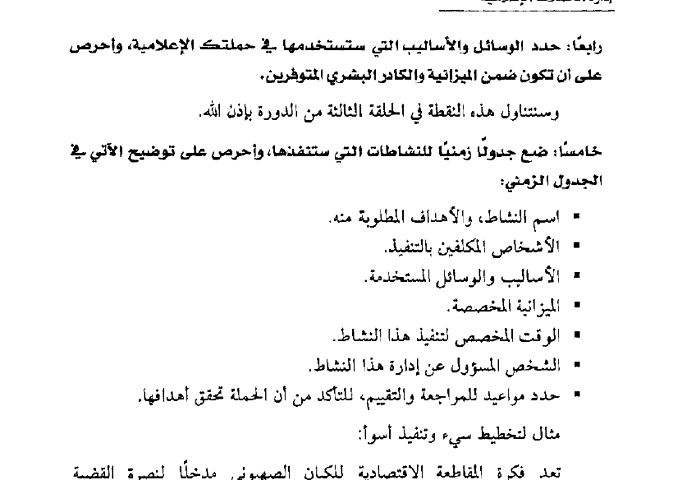 رابعًا: حدد الوسائل والأساليب التي ستستخدمها في حملتك الإعلامية، وأحرص
على أن تكون ضمن الميزانية والكادر البشري المتوفرين.
وسنتناول هذه النقطة في الحلقة الثالثة من الدورة بإذن الله.
خامسًا: ضع جدولًا زمنيًا للنشاطات التي ستنفذها، وأحرص على توضيح الآتي في
الجدول الزمني:
▪ اسم النشاط، والأهداف المطلوبة منه.
▪ الأشخاص المكلفين بالتنفيذ.
▪ الأساليب والوسائل المستخدمة.
▪ الميزانية المخصصة.
▪ الوقت المخصص لتنفيذ هذا النشاط.
▪ الشخص المسؤول عن إدارة هذا النشاط.
▪ حدد مواعيد للمراجعة والتقييم، للتأكد من أن الحملة تحقق أهدافها.
مثال لتخطيط سيء وتنفيذ أسوأ:
تعد فكرة المقاطعة الاقتصادية للكيان الصهيوني مدخلًا لنصرة القضية